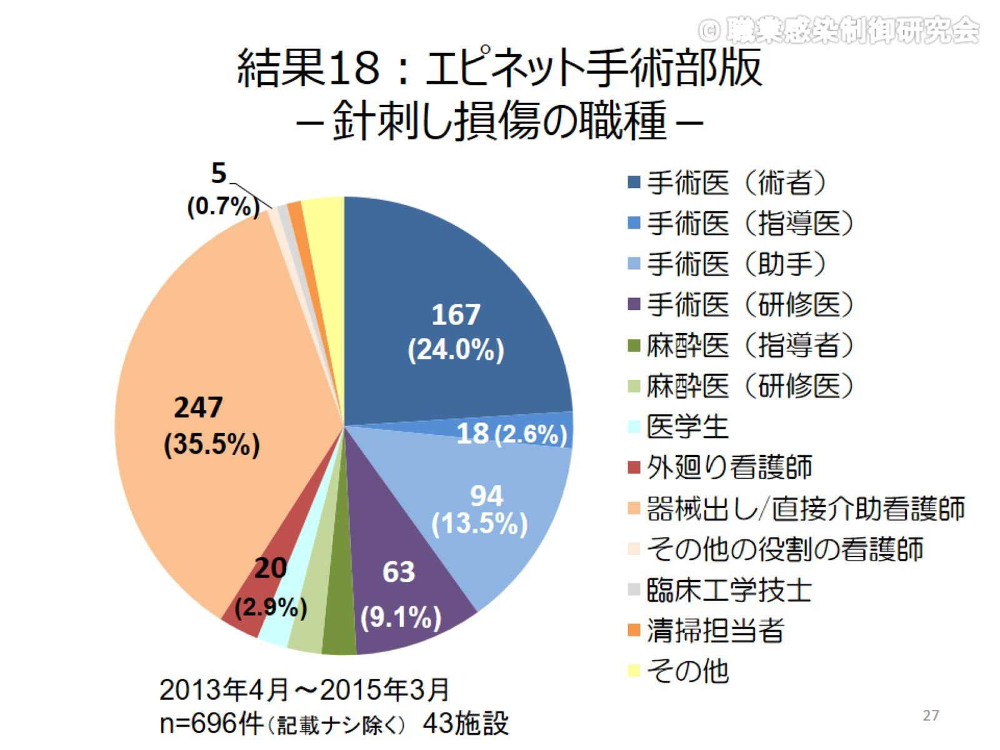 © 職業感染制御研究会
結果18：エピネット手術部版
－針刺し損傷の職種－
5
(0.7%)
167
(24.0%)
18 (2.6%)
94
(13.5%)
63
(9.1%)
20
(2.9%)
247
(35.5%)
手術医（術者）
手術医（指導医）
手術医（助手）
手術医（研修医）
麻酔医（指導者）
麻酔医（研修医）
医学生
外廻り看護師
器械出し/直接介助看護師
その他の役割の看護師
臨床工学技士
清掃担当者
その他
2013年4月～2015年3月
n=696件（記載ナシ除く） 43施設
27